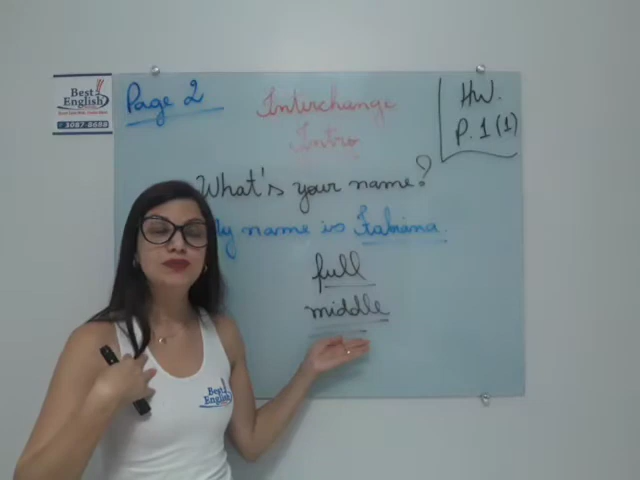 Best
English
3087-8688
Page 2
Interchange
Intro
HW.
P. 1 (1)
What's your name?
My name is Fabiana.
full
middle
Best
English